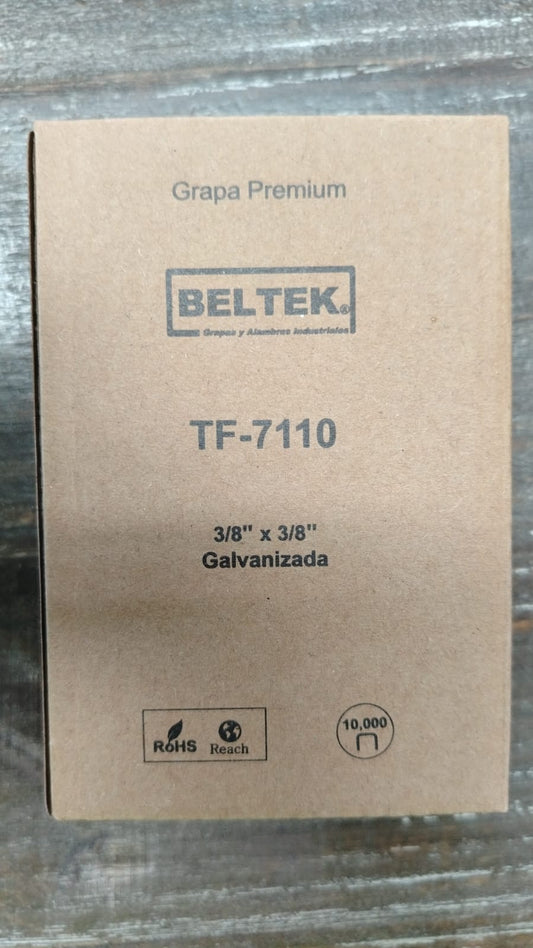 Grapa Premium
BELTEK®
Grapas y Alambres Industriales
TF-7110
3/8" x 3/8"
Galvanizada
RoHS Reach
10,000